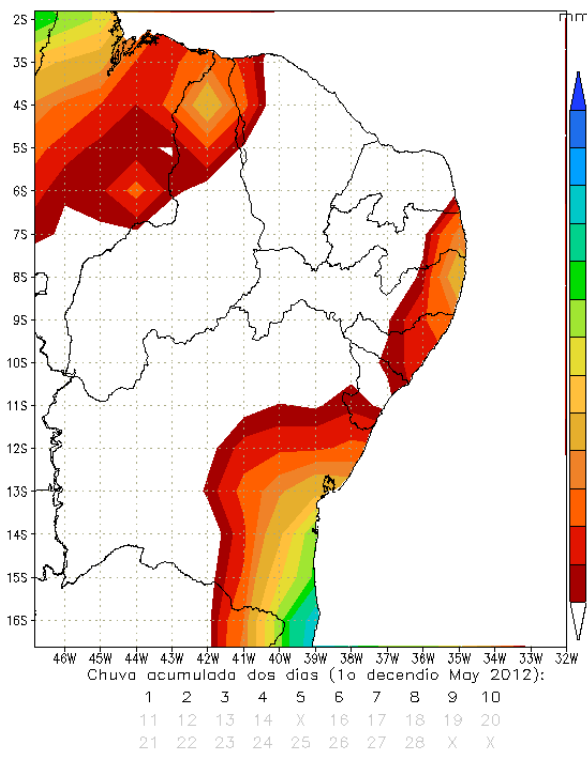 mm
2S
3S
4S
5S
6S
7S
8S
9S
10S
11S
12S
13S
14S
15S
16S
46W 45W 44W 43W 42W 41W 40W 39W 38W 37W 36W 35W 34W 33W 32W
Chuva acumulada dos dias (1o decendio May 2012):
1 2 3 4 5 6 7 8 9 10
11 12 13 14 X 16 17 18 19 20
21 22 23 24 25 26 27 28 X X